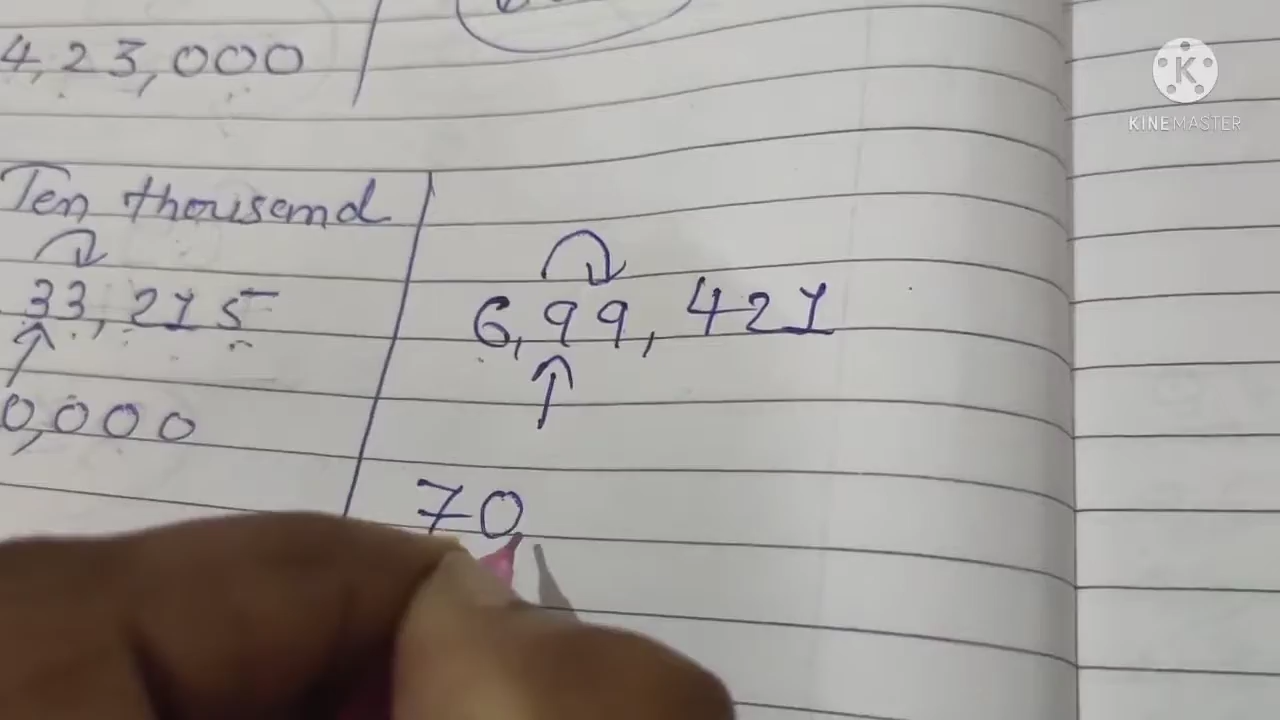 4,23,000
KINEMASTER
Ten thousand
33,215
6,99,421
0,000
70,